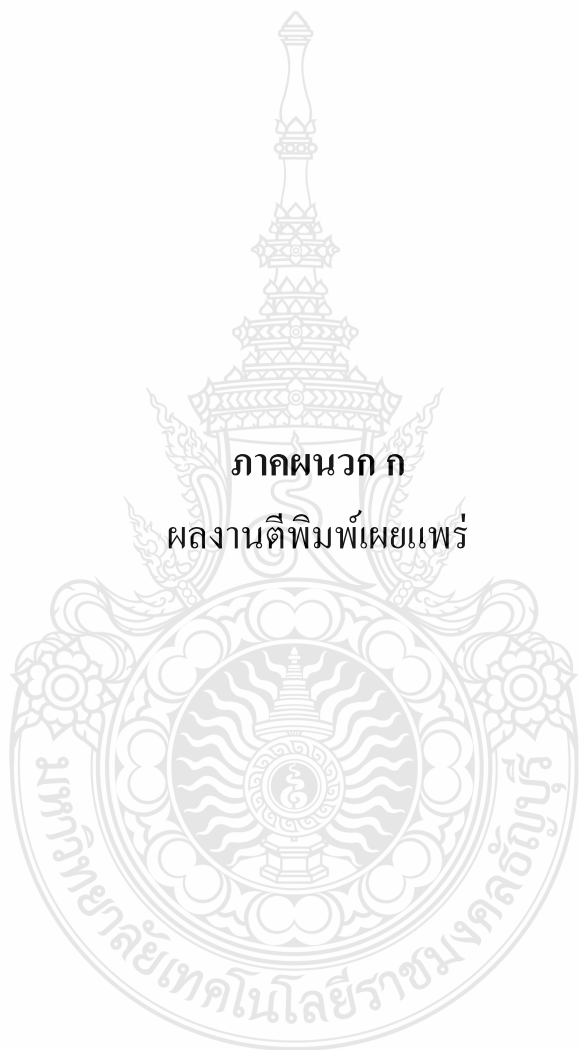 ภาคผนวก ก
ผลงานตีพิมพ์เผยแพร่
มหาวิทยาลัยเทคโนโลยีราชมงคลธัญบุรี